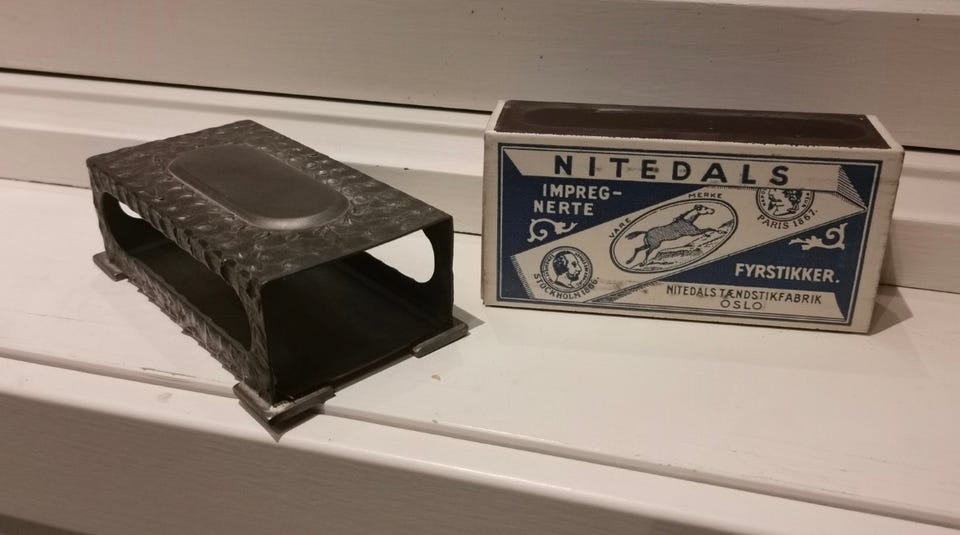 NITEDALS
IMPREG-
NERTE
VARE MERKE
PARIS 1867.
STOCKHOLM 1866.
FYRSTIKKER.
NITEDALS TÆNDSTIKFABRIK
OSLO